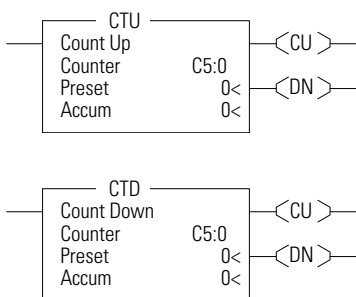 CTU
Count Up
Counter C5:0
Preset 0<
Accum 0<
CU
DN
CTD
Count Down
Counter C5:0
Preset 0<
Accum 0<
CU
DN